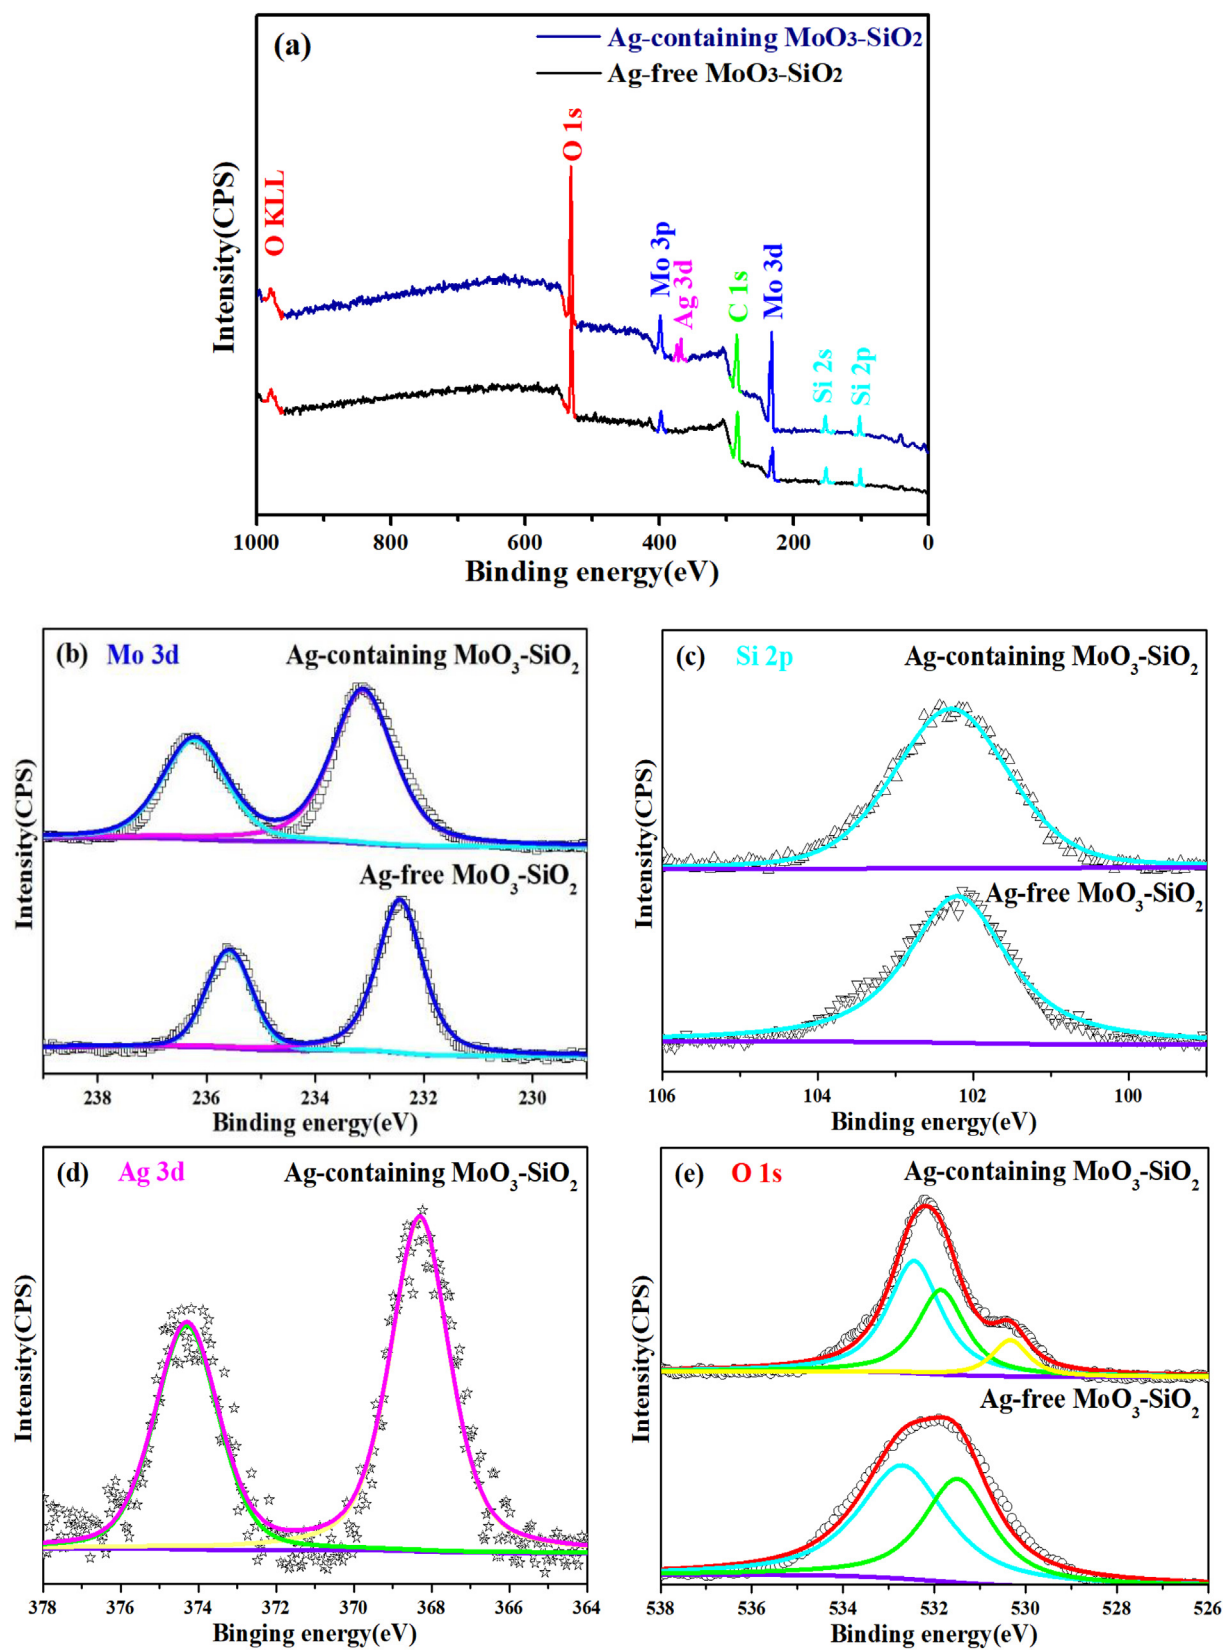 (a)
Ag-containing MoO3-SiO2
Ag-free MoO3-SiO2
Intensity(CPS)
O KLL
O 1s
Mo 3p
Ag 3d
C 1s
Mo 3d
Si 2s
Si 2p
1000 800 600 400 200 0
Binding energy(eV)
(b) Mo 3d Ag-containing MoO₃-SiO₂
Ag-free MoO₃-SiO₂
Intensity(CPS)
238 236 235 233 232 230
Binding energy(eV)
(c) Si 2p Ag-containing MoO₃-SiO₂
Ag-free MoO₃-SiO₂
Intensity(CPS)
106 104 102 100
Binding energy(eV)
(d) Ag 3d Ag-containing MoO₃-SiO₂
Intensity(CPS)
378 376 374 372 370 368 366 364
Binging energy(eV)
(e) O 1s Ag-containing MoO₃-SiO₂
Ag-free MoO₃-SiO₂
Intensity(CPS)
538 536 534 532 530 528 526
Binding energy(eV)